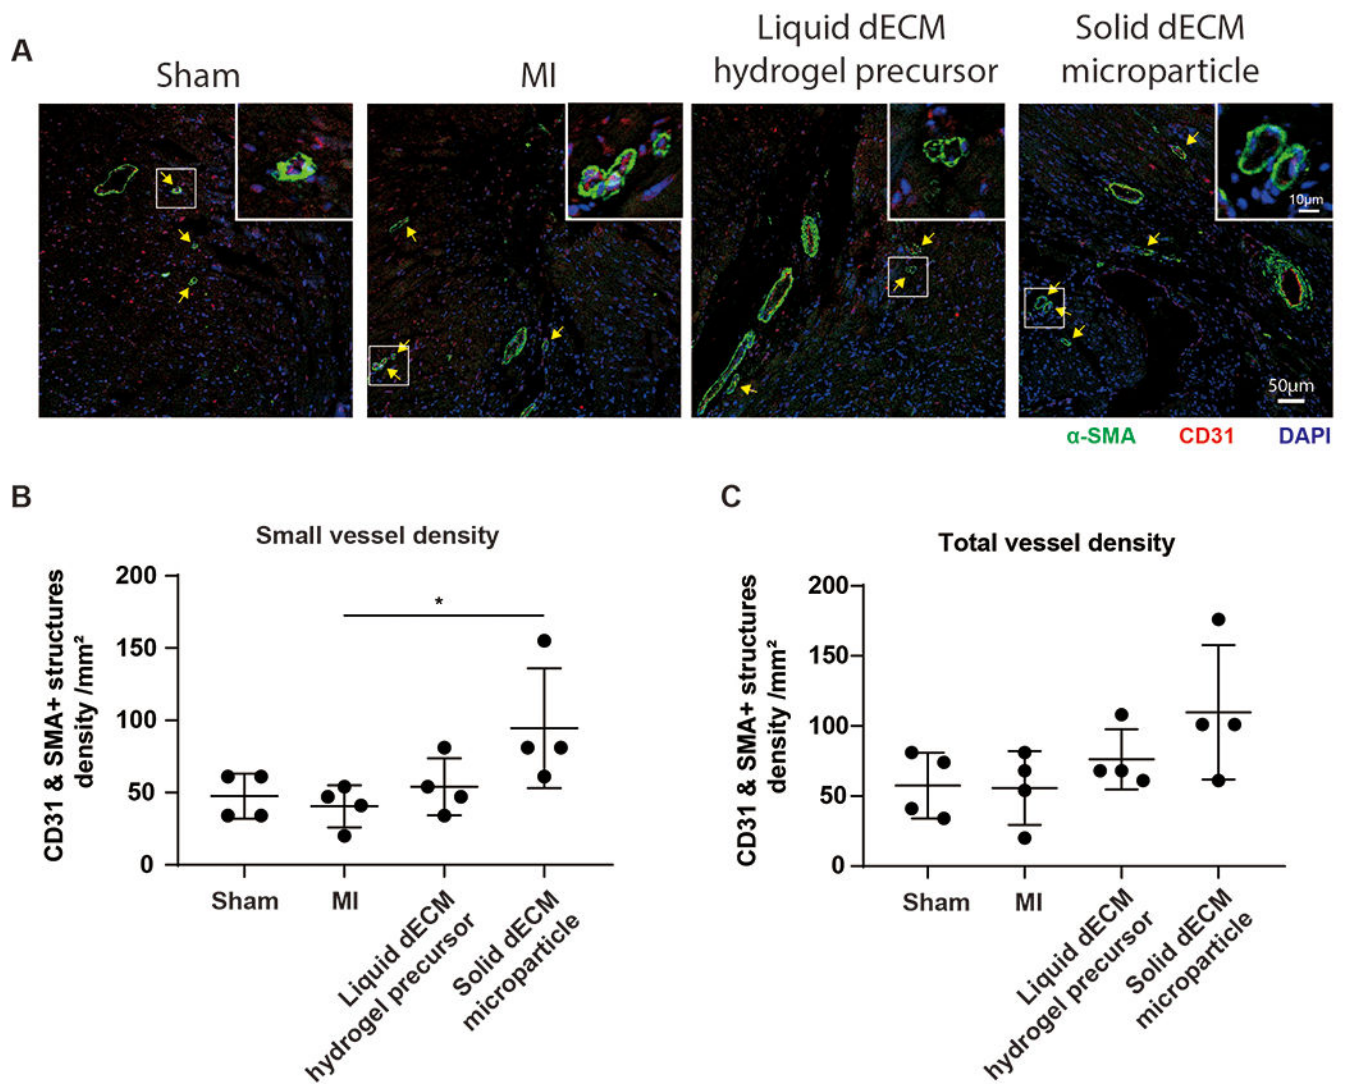 A
Sham
MI
Liquid dECM
hydrogel precursor
Solid dECM
microparticle
10µm
50µm
α-SMA CD31 DAPI
B
Small vessel density
CD31 & SMA+ structures
density /mm²
200
150
100
50
0
*
Sham
MI
Liquid dECM
hydrogel precursor
Solid dECM
microparticle
C
Total vessel density
CD31 & SMA+ structures
density /mm²
200
150
100
50
0
Sham
MI
Liquid dECM
hydrogel precursor
Solid dECM
microparticle